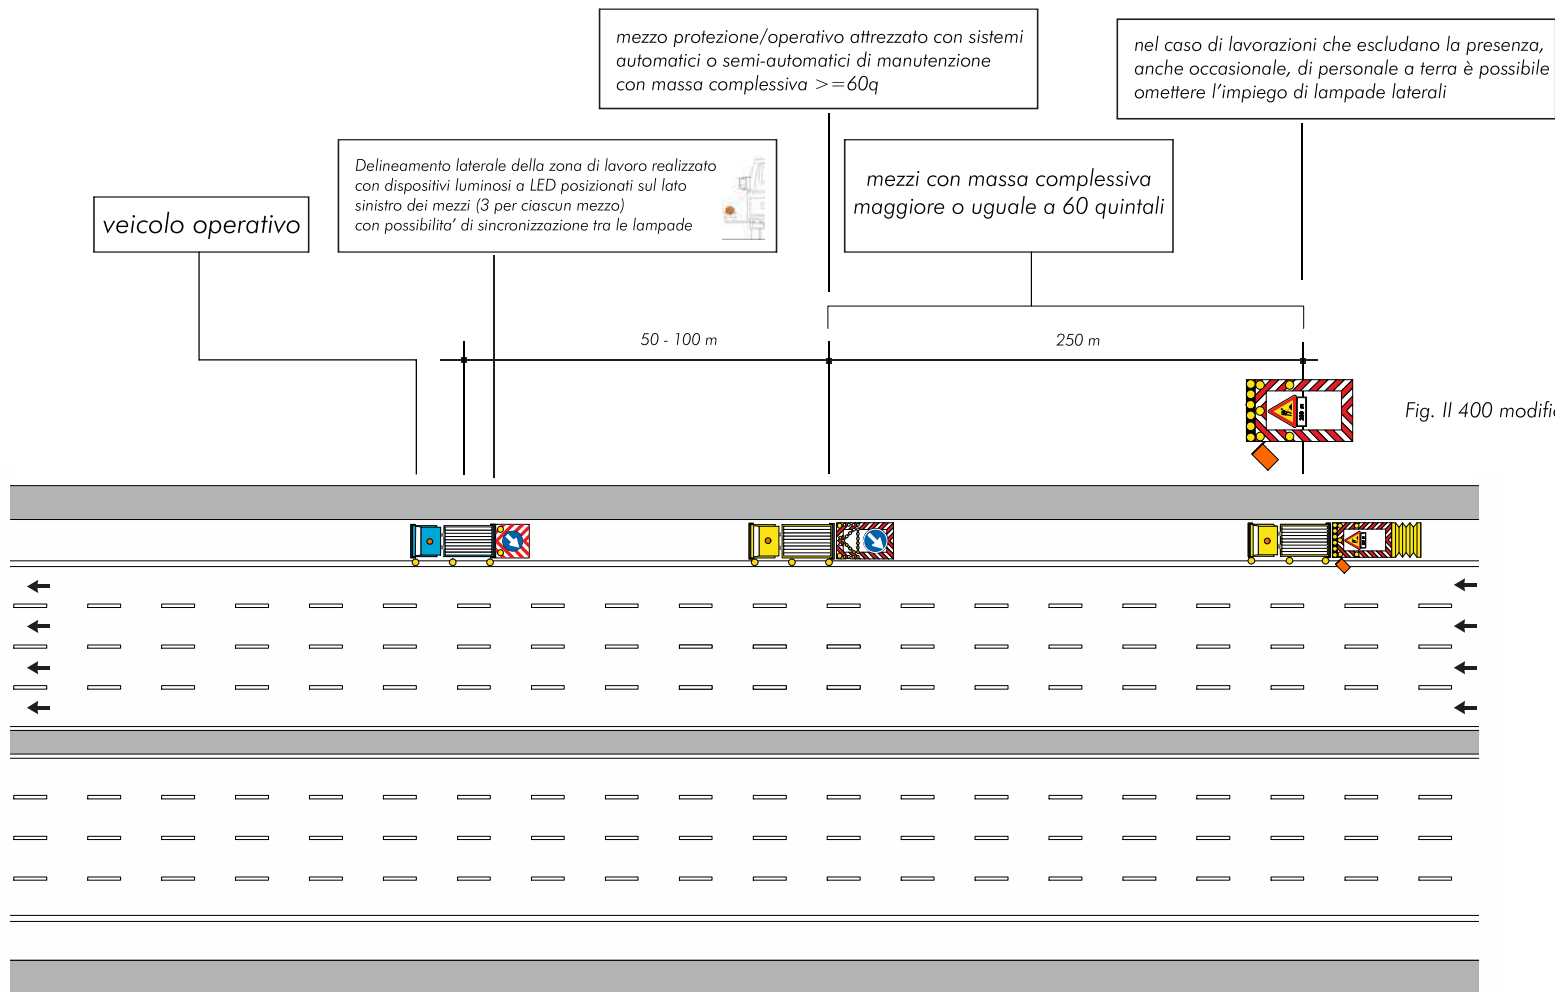 mezzo protezione/operativo attrezzato con sistemi
automatici o semi-automatici di manutenzione
con massa complessiva >=60q
nel caso di lavorazioni che escludano la presenza,
anche occasionale, di personale a terra è possibile
omettere l'impiego di lampade laterali
Delineamento laterale della zona di lavoro realizzato
con dispositivi luminosi a LED posizionati sul lato
sinistro dei mezzi (3 per ciascun mezzo)
con possibilita' di sincronizzazione tra le lampade
mezzi con massa complessiva
maggiore o uguale a 60 quintali
veicolo operativo
50 - 100 m
250 m
Fig. II 400 modific